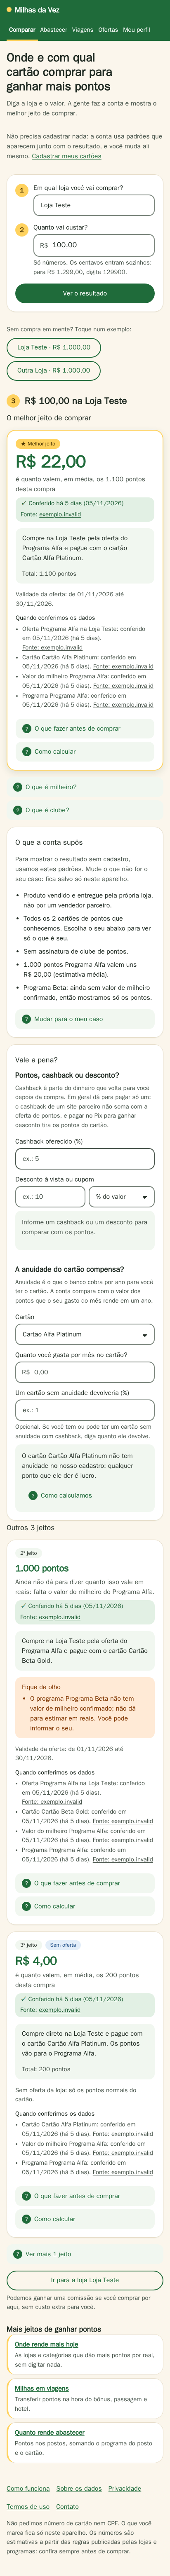 Milhas da Vez
Comparar Abastecer Viagens Ofertas Meu perfil
Onde e com qual
cartão comprar para
ganhar mais pontos
Diga a loja e o valor. A gente faz a conta e mostra o
melhor jeito de comprar.
Não precisa cadastrar nada: a conta usa padrões que
aparecem junto com o resultado, e você muda ali
mesmo. Cadastrar meus cartões
1 Em qual loja você vai comprar?
Loja Teste
2 Quanto vai custar?
R$ 100,00
Só números. Os centavos entram sozinhos:
para R$ 1.299,00, digite 129900.
Ver o resultado
Sem compra em mente? Toque num exemplo:
Loja Teste · R$ 1.000,00
Outra Loja · R$ 1.000,00
3 R$ 100,00 na Loja Teste
O melhor jeito de comprar
★ Melhor jeito
R$ 22,00
é quanto valem, em média, os 1.100 pontos
desta compra
✓ Conferido há 5 dias (05/11/2026)
Fonte: exemplo.invalid
Compre na Loja Teste pela oferta do
Programa Alfa e pague com o cartão
Cartão Alfa Platinum.
Total: 1.100 pontos
Validade da oferta: de 01/11/2026 até
30/11/2026.
Quando conferimos os dados
• Oferta Programa Alfa na Loja Teste: conferido
em 05/11/2026 (há 5 dias).
Fonte: exemplo.invalid
• Cartão Cartão Alfa Platinum: conferido em
05/11/2026 (há 5 dias). Fonte: exemplo.invalid
• Valor do milheiro Programa Alfa: conferido em
05/11/2026 (há 5 dias). Fonte: exemplo.invalid
• Programa Programa Alfa: conferido em
05/11/2026 (há 5 dias). Fonte: exemplo.invalid
? O que fazer antes de comprar
? Como calcular
? O que é milheiro?
? O que é clube?
O que a conta supôs
Para mostrar o resultado sem cadastro,
usamos estes padrões. Mude o que não for o
seu caso: fica salvo só neste aparelho.
• Produto vendido e entregue pela própria loja,
não por um vendedor parceiro.
• Todos os 2 cartões de pontos que
conhecemos. Escolha o seu abaixo para ver
só o que é seu.
• Sem assinatura de clube de pontos.
• 1.000 pontos Programa Alfa valem uns
R$ 20,00 (estimativa média).
• Programa Beta: ainda sem valor de milheiro
confirmado, então mostramos só os pontos.
? Mudar para o meu caso
Vale a pena?
Pontos, cashback ou desconto?
Cashback é parte do dinheiro que volta para você
depois da compra. Em geral dá para pegar só um:
o cashback de um site parceiro não soma com a
oferta de pontos, e pagar no Pix para ganhar
desconto tira os pontos do cartão.
Cashback oferecido (%)
ex.: 5
Desconto à vista ou cupom
ex.: 10
% do valor
Informe um cashback ou um desconto para
comparar com os pontos.
A anuidade do cartão compensa?
Anuidade é o que o banco cobra por ano para você
ter o cartão. A conta compara com o valor dos
pontos que o seu gasto do mês rende em um ano.
Cartão
Cartão Alfa Platinum
Quanto você gasta por mês no cartão?
R$ 0,00
Um cartão sem anuidade devolveria (%)
ex.: 1
Opcional. Se você tem ou pode ter um cartão sem
anuidade com cashback, diga quanto ele devolve.
O cartão Cartão Alfa Platinum não tem
anuidade no nosso cadastro: qualquer
ponto que ele der é lucro.
? Como calculamos
Outros 3 jeitos
2º jeito
1.000 pontos
Ainda não dá para dizer quanto isso vale em
reais: falta o valor do milheiro do Programa Alfa.
✓ Conferido há 5 dias (05/11/2026)
Fonte: exemplo.invalid
Compre na Loja Teste pela oferta do
Programa Alfa e pague com o cartão Cartão
Beta Gold.
Fique de olho
• O programa Programa Beta não tem
valor de milheiro confirmado; não dá
para estimar em reais. Você pode
informar o seu.
Validade da oferta: de 01/11/2026 até
30/11/2026.
Quando conferimos os dados
• Oferta Programa Alfa na Loja Teste: conferido
em 05/11/2026 (há 5 dias).
Fonte: exemplo.invalid
• Cartão Cartão Beta Gold: conferido em
05/11/2026 (há 5 dias). Fonte: exemplo.invalid
• Valor do milheiro Programa Alfa: conferido em
05/11/2026 (há 5 dias). Fonte: exemplo.invalid
• Programa Programa Alfa: conferido em
05/11/2026 (há 5 dias). Fonte: exemplo.invalid
? O que fazer antes de comprar
? Como calcular
3º jeito Sem oferta
R$ 4,00
é quanto valem, em média, os 200 pontos
desta compra
✓ Conferido há 5 dias (05/11/2026)
Fonte: exemplo.invalid
Compre direto na Loja Teste e pague com
o cartão Cartão Alfa Platinum. Os pontos
vão para o Programa Alfa.
Total: 200 pontos
Sem oferta da loja: só os pontos normais do
cartão.
Quando conferimos os dados
• Cartão Cartão Alfa Platinum: conferido em
05/11/2026 (há 5 dias). Fonte: exemplo.invalid
• Valor do milheiro Programa Alfa: conferido em
05/11/2026 (há 5 dias). Fonte: exemplo.invalid
• Programa Programa Alfa: conferido em
05/11/2026 (há 5 dias). Fonte: exemplo.invalid
? O que fazer antes de comprar
? Como calcular
? Ver mais 1 jeito
Ir para a loja Loja Teste
Podemos ganhar uma comissão se você comprar por
aqui, sem custo extra para você.
Mais jeitos de ganhar pontos
Onde rende mais hoje
As lojas e categorias que dão mais pontos por real,
sem digitar nada.
Milhas em viagens
Transferir pontos na hora do bônus, passagem e
hotel.
Quanto rende abastecer
Pontos nos postos, somando o programa do posto
e o cartão.
Como funciona Sobre os dados Privacidade
Termos de uso Contato
Não pedimos número de cartão nem CPF. O que você
marca fica só neste aparelho. Os números são
estimativas a partir das regras publicadas pelas lojas e
programas: confira sempre antes de comprar.